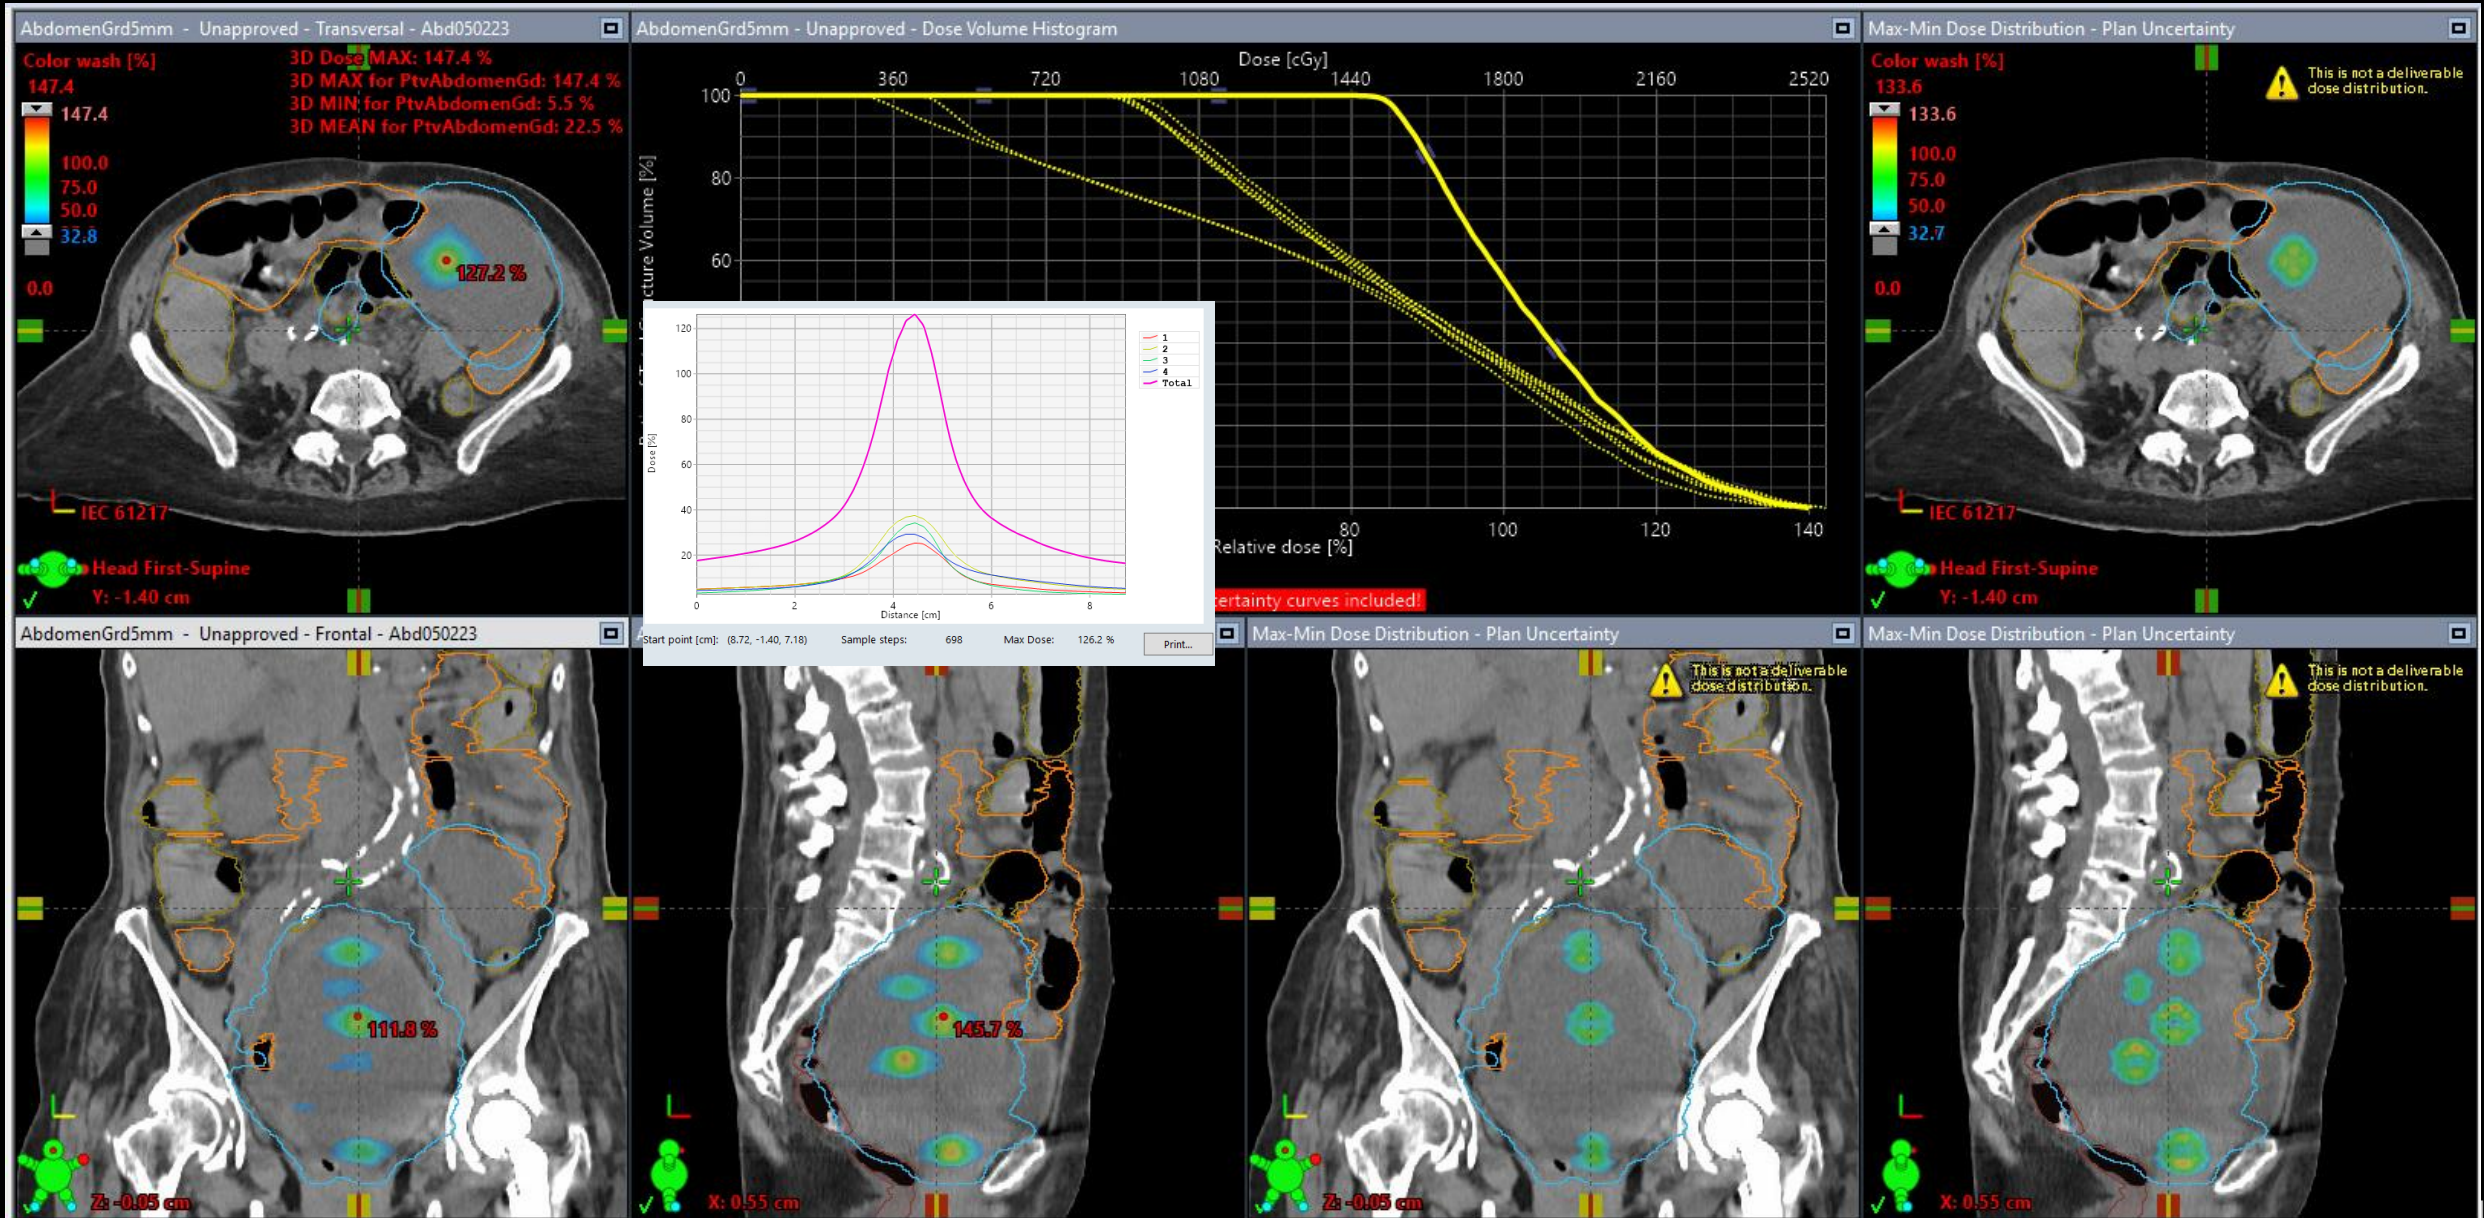 AbdomenGrd5mm - Unapproved - Transversal - Abd050223
Color wash [%]
147.4
147.4
100.0
75.0
50.0
32.8
0.0
3D Dose MAX: 147.4 %
3D MAX for PtvAbdomenGd: 147.4 %
3D MIN for PtvAbdomenGd: 5.5 %
3D MEAN for PtvAbdomenGd: 22.5 %
127.2 %
IEC 61217
Head First-Supine
Y: -1.40 cm
AbdomenGrd5mm - Unapproved - Dose Volume Histogram
Dose [cGy]
0 360 720 1080 1440 1800 2160 2520
100
80
60
cture Volume [%]
80 100 120 140
Relative dose [%]
ertainty curves included!
120
100
80
60
40
20
Dose [%]
0 2 4 6 8
Distance [cm]
1
2
3
4
Total
Start point [cm]: (8.72, -1.40, 7.18) Sample steps: 698 Max Dose: 126.2 % Print...
Max-Min Dose Distribution - Plan Uncertainty
Color wash [%]
133.6
133.6
100.0
75.0
50.0
32.7
0.0
This is not a deliverable
dose distribution.
IEC 61217
Head First-Supine
Y: -1.40 cm
AbdomenGrd5mm - Unapproved - Frontal - Abd050223
111.8 %
Z: -0.05 cm
145.7 %
X: 0.55 cm
Max-Min Dose Distribution - Plan Uncertainty
This is not a deliverable
dose distribution.
Z: -0.05 cm
Max-Min Dose Distribution - Plan Uncertainty
This is not a deliverable
dose distribution.
X: 0.55 cm